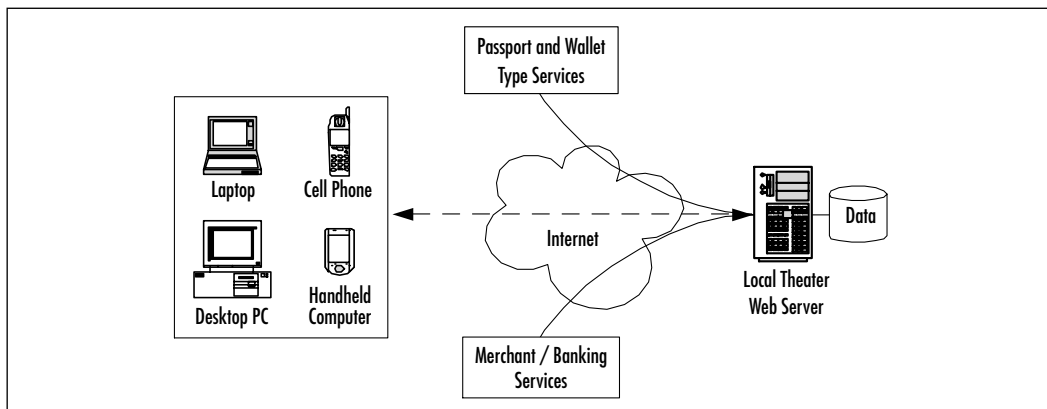 Passport and Wallet
Type Services
Laptop
Cell Phone
Desktop PC
Handheld
Computer
Internet
Data
Local Theater
Web Server
Merchant / Banking
Services